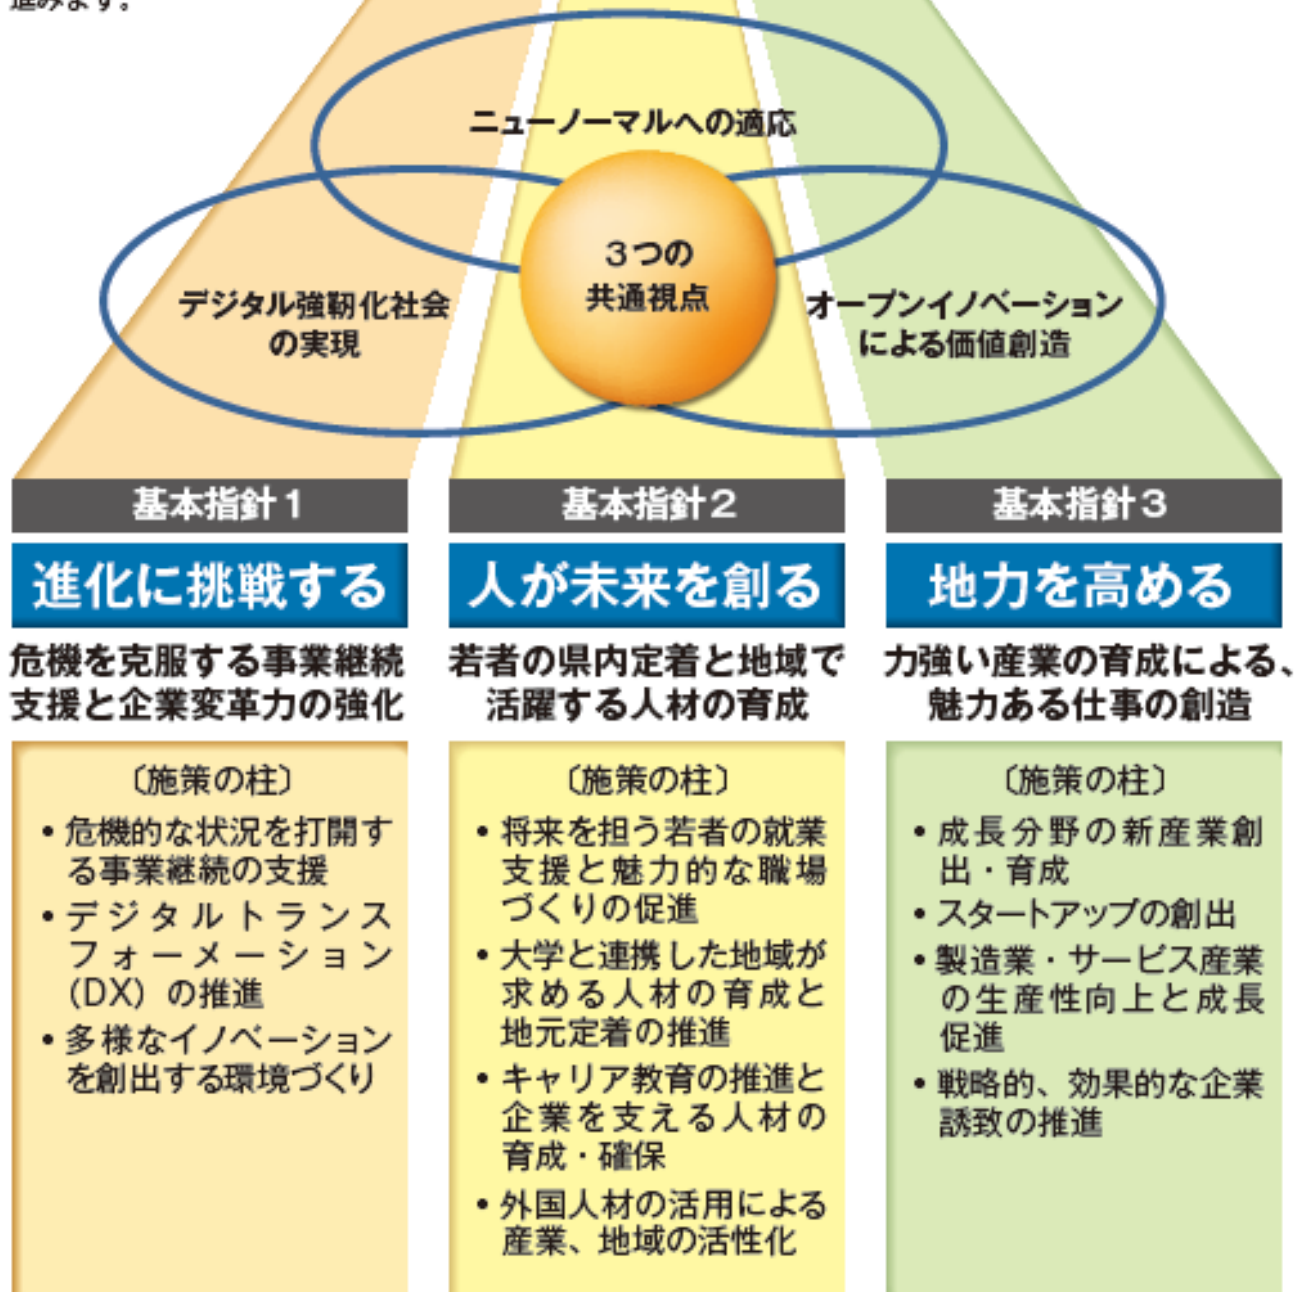 進みます。
ニューノーマルへの適応
3つの
共通視点
デジタル強靭化社会
の実現
オープンイノベーション
による価値創造
基本指針1
進化に挑戦する
危機を克服する事業継続
支援と企業変革力の強化
〔施策の柱〕
• 危機的な状況を打開す
る事業継続の支援
• デジタルトランス
フォーメーション
(DX)の推進
• 多様なイノベーション
を創出する環境づくり
基本指針2
人が未来を創る
若者の県内定着と地域で
活躍する人材の育成
〔施策の柱〕
• 将来を担う若者の就業
支援と魅力的な職場
づくりの促進
• 大学と連携した地域が
求める人材の育成と
地元定着の推進
• キャリア教育の推進と
企業を支える人材の
育成・確保
• 外国人材の活用による
産業、地域の活性化
基本指針3
地力を高める
力強い産業の育成による、
魅力ある仕事の創造
〔施策の柱〕
• 成長分野の新産業創
出・育成
• スタートアップの創出
• 製造業・サービス産業
の生産性向上と成長
促進
• 戦略的、効果的な企業
誘致の推進